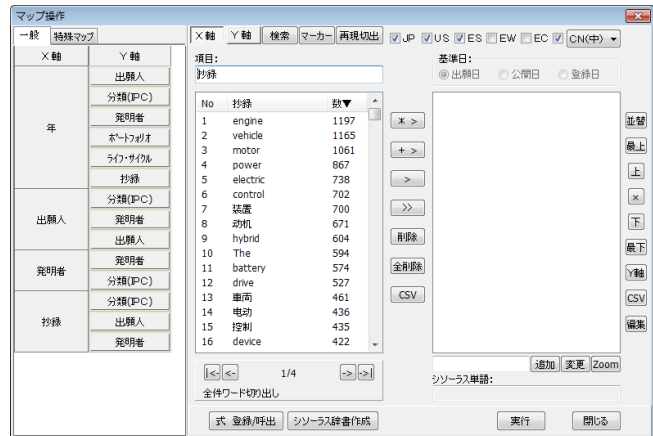 マップ操作
一般 特殊マップ
X 軸 Y 軸 検索 マーカー 再現切出 JP US ES EW EC CN(中)
X 軸 Y 軸
年
出願人
分類(IPC)
発明者
ポートフォリオ
ライフ・サイクル
抄録
出願人
分類(IPC)
発明者
出願人
発明者
発明者
分類(IPC)
抄録
分類(IPC)
出願人
発明者
項目:
抄録
基準日:
出願日 公開日 登録日
No 抄録 数▼
1 engine 1197
2 vehicle 1165
3 motor 1061
4 power 867
5 electric 738
6 control 702
7 装置 700
8 动机 671
9 hybrid 604
10 The 594
11 battery 574
12 drive 527
13 車両 461
14 电动 436
15 控制 435
16 device 422
|<- <- 1/4 -> ->|
全件ワード切り出し
* >
+ >
>
>>
削除
全削除
CSV
並替
最上
上
×
下
最下
Y軸
CSV
編集
追加 変更 Zoom
シソーラス単語:
式 登録/呼出 シソーラス辞書作成 実行 閉じる